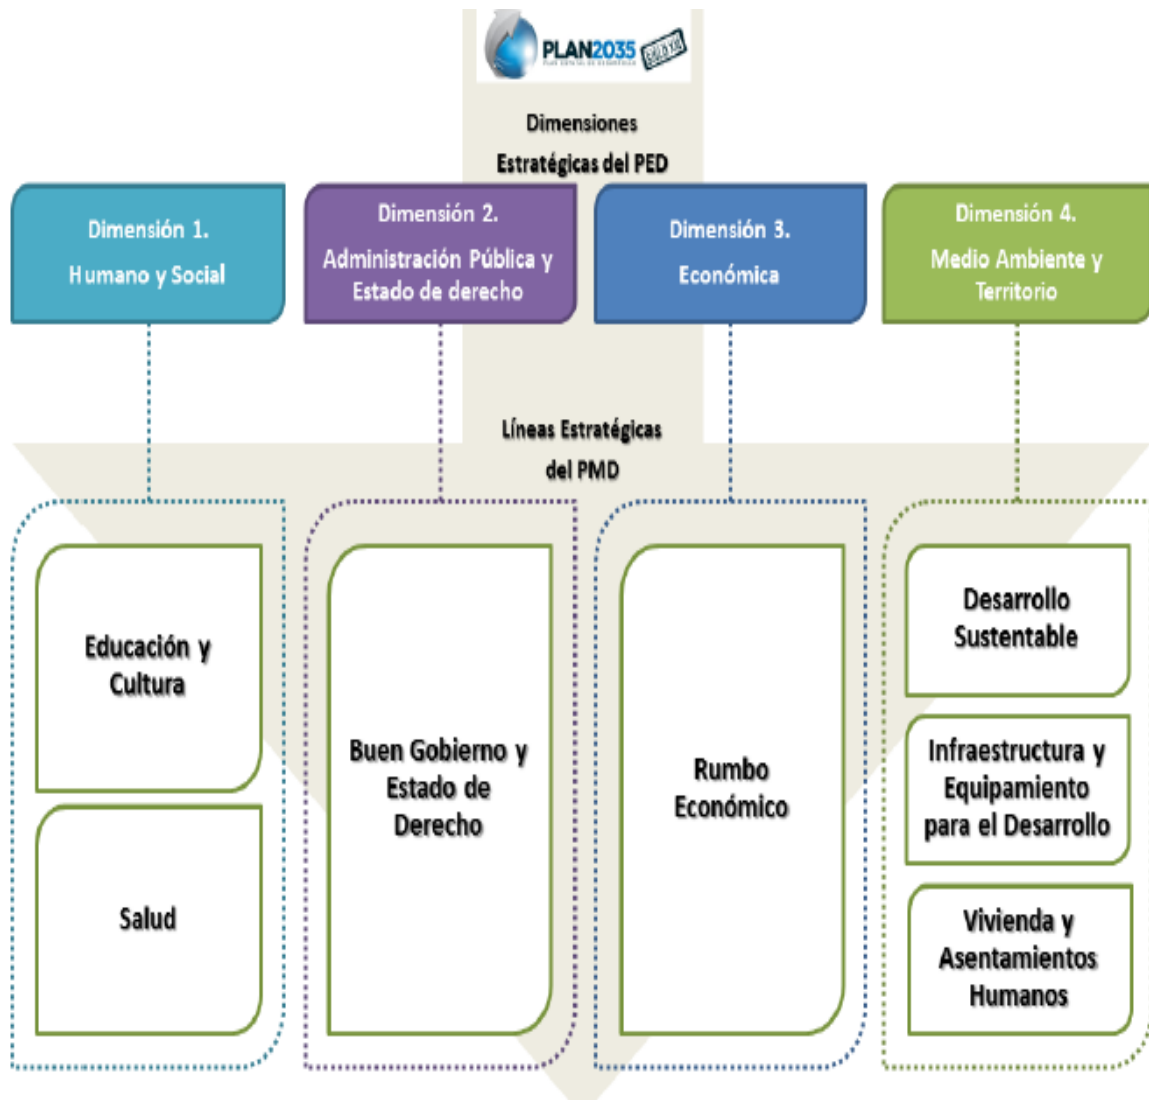 PLAN2035
Dimensiones
Estratégicas del PED
Dimensión 1.
Humano y Social
Dimensión 2.
Administración Pública y
Estado de derecho
Dimensión 3.
Económica
Dimensión 4.
Medio Ambiente y
Territorio
Líneas Estratégicas
del PMD
Educación y
Cultura
Salud
Buen Gobierno y
Estado de
Derecho
Rumbo
Económico
Desarrollo
Sustentable
Infraestructura y
Equipamiento
para el Desarrollo
Vivienda y
Asentamientos
Humanos